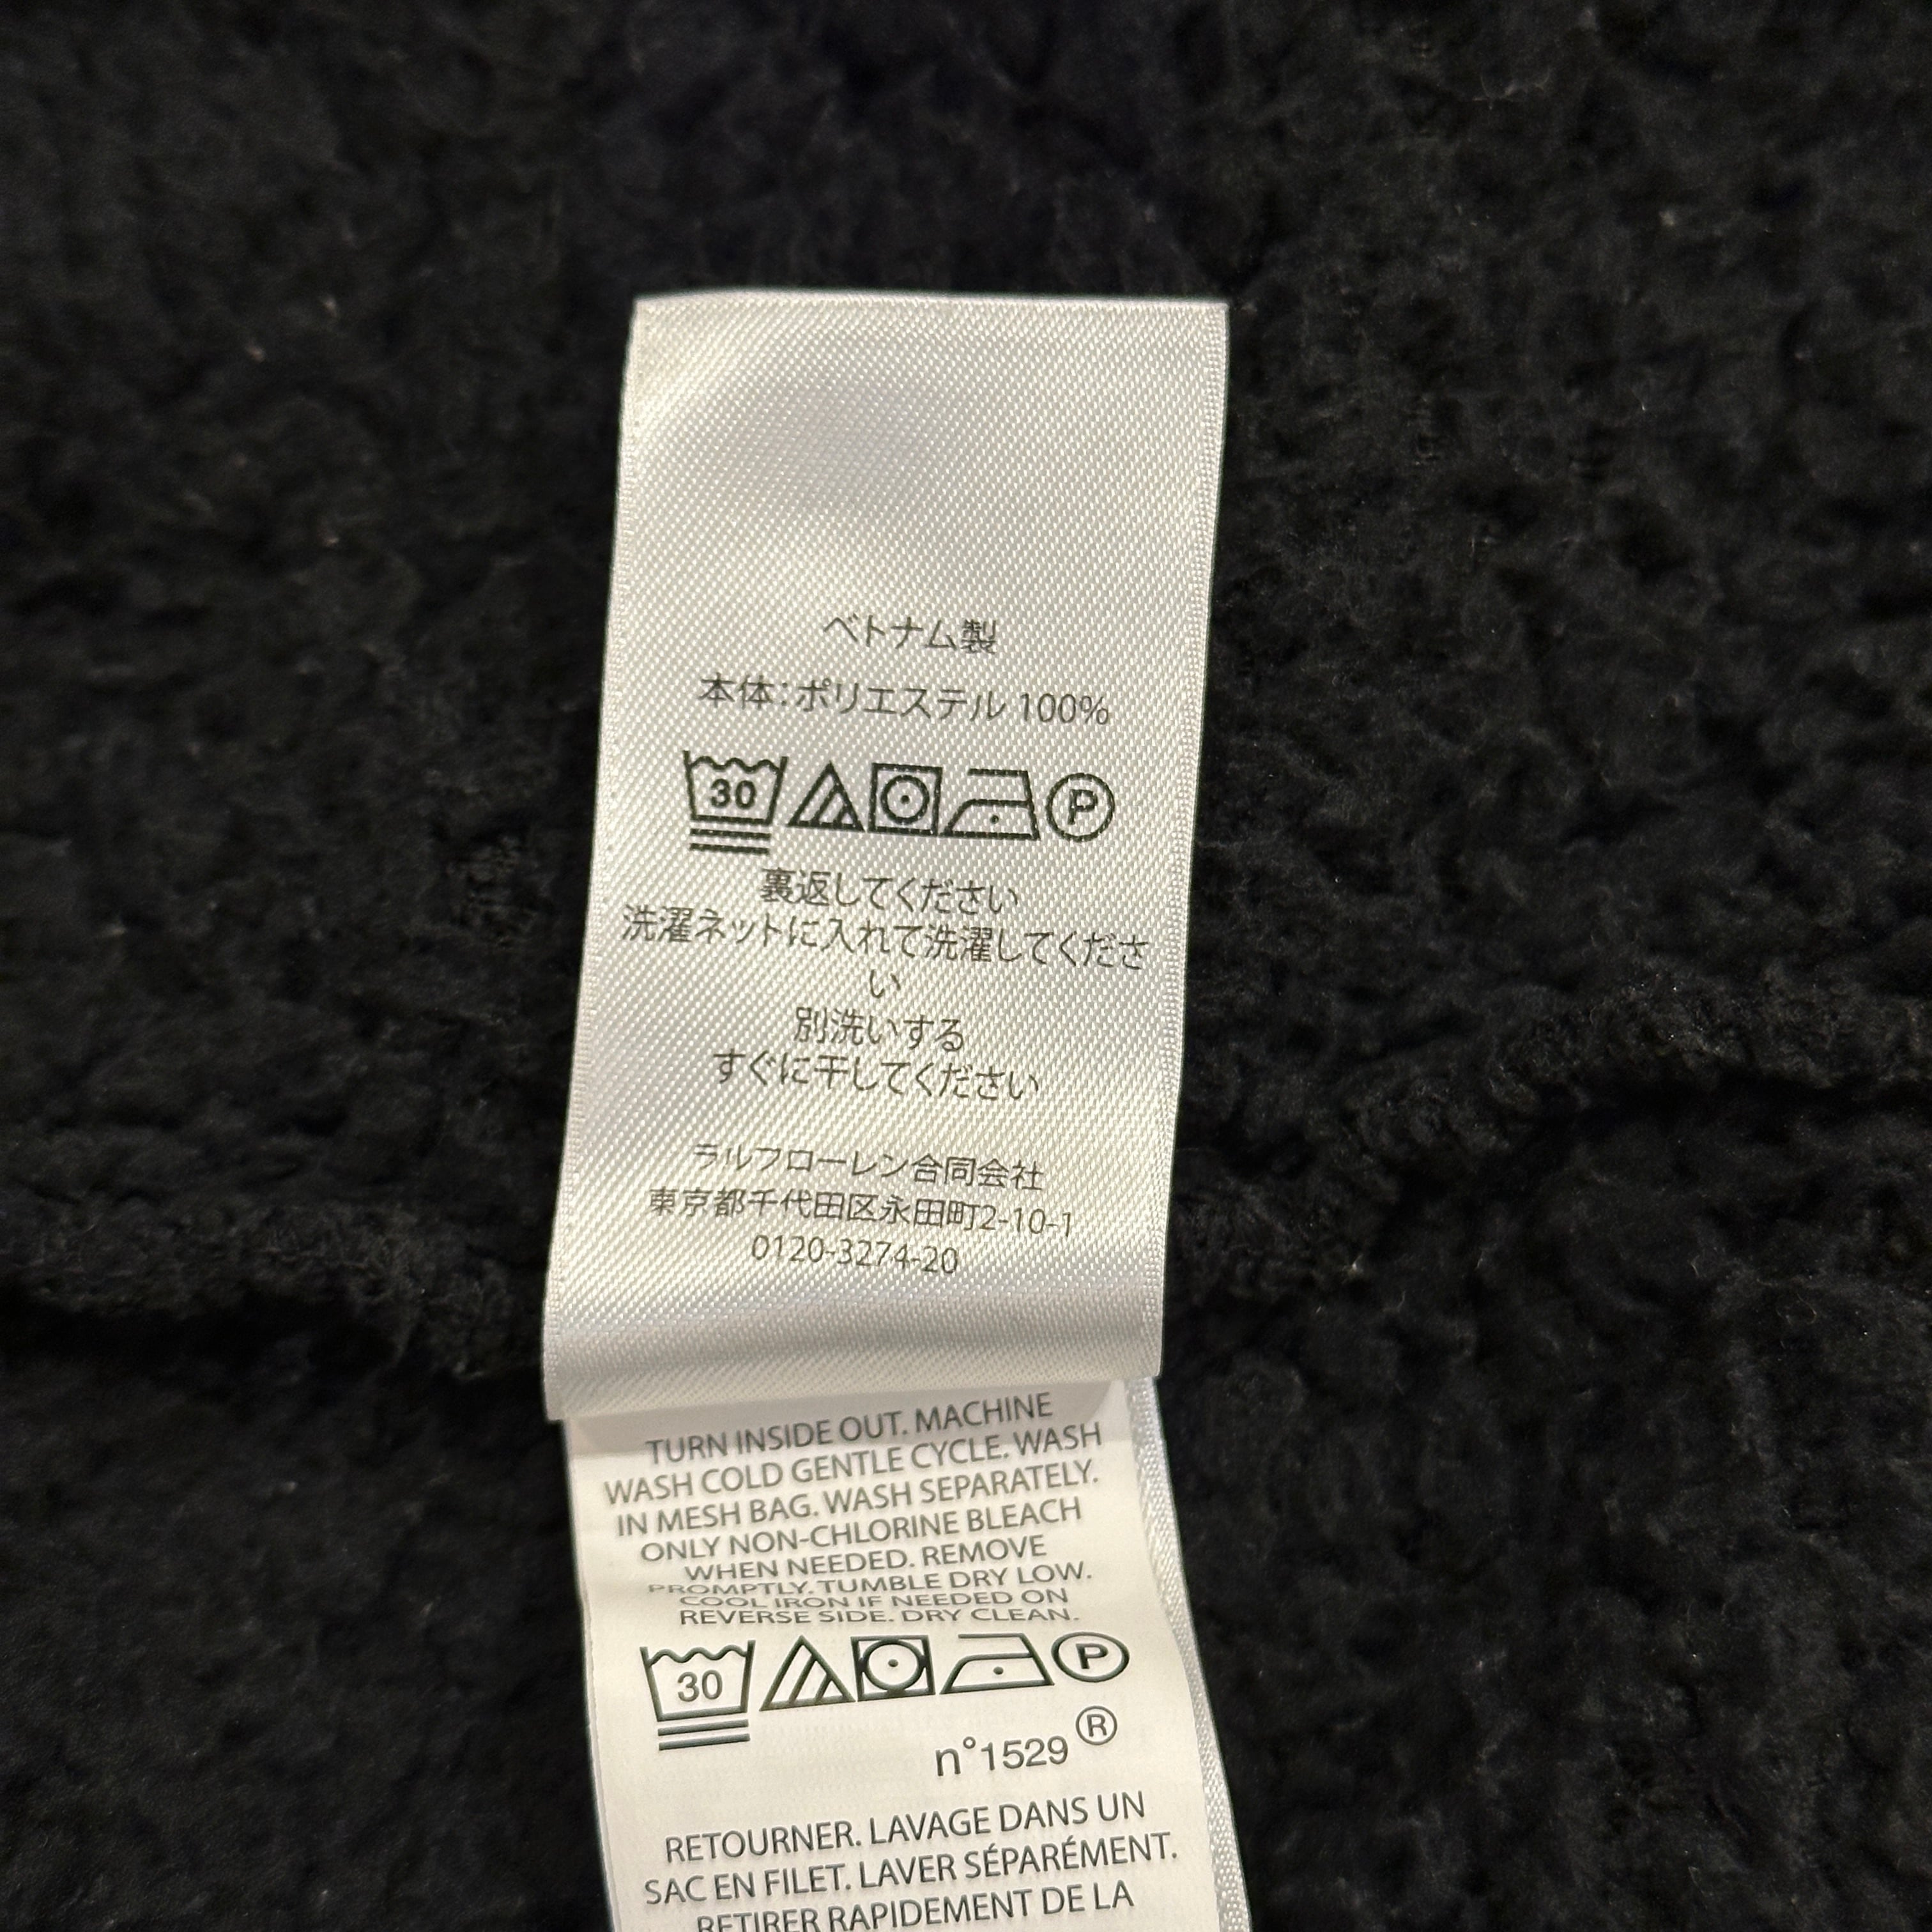 ベトナム製
本体:ポリエステル 100%
30 P
裏返してください
洗濯ネットに入れて洗濯してくださ
い
別洗いする
すぐに干してください
ラルフローレン合同会社
東京都千代田区永田町2-10-1
0120-3274-20
TURN INSIDE OUT. MACHINE
WASH COLD GENTLE CYCLE. WASH
IN MESH BAG. WASH SEPARATELY.
ONLY NON-CHLORINE BLEACH
WHEN NEEDED. REMOVE
PROMPTLY. TUMBLE DRY LOW.
COOL IRON IF NEEDED ON
REVERSE SIDE. DRY CLEAN.
30 P
n°1529 ®
RETOURNER. LAVAGE DANS UN
SAC EN FILET. LAVER SÉPARÉMENT.
RETIRER RAPIDEMENT DE LA